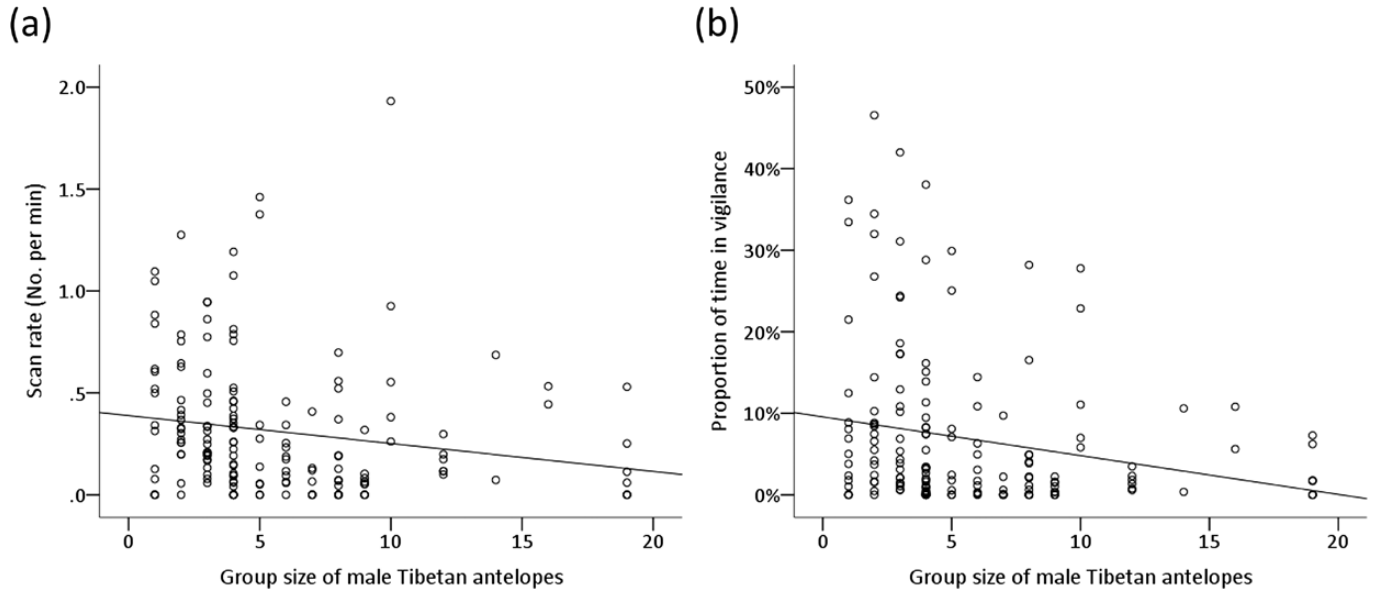 (a)
2.0
1.5
1.0
.5
.0
Scan rate (No. per min)
0 5 10 15 20
Group size of male Tibetan antelopes
(b)
50%
40%
30%
20%
10%
0%
Proportion of time in vigilance
0 5 10 15 20
Group size of male Tibetan antelopes